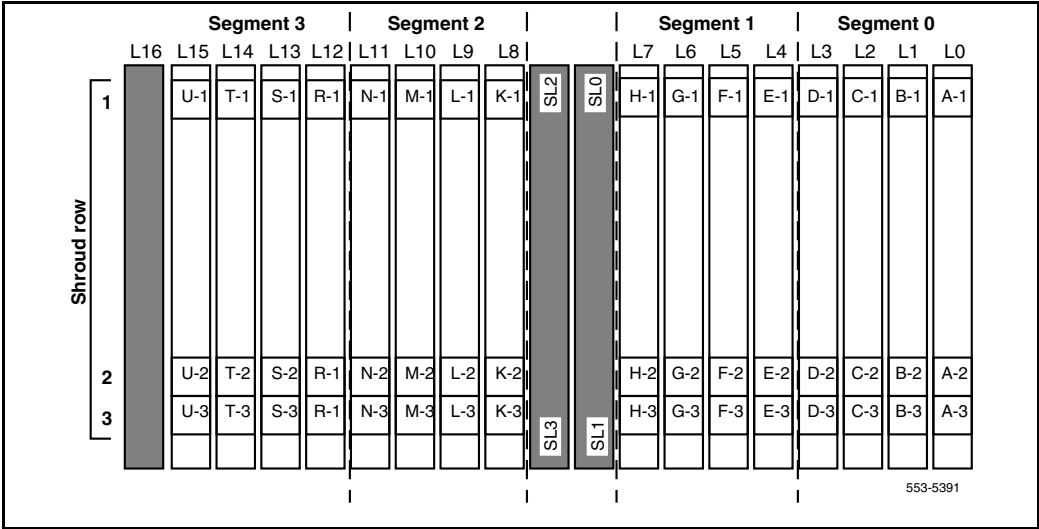 Segment 3 Segment 2 Segment 1 Segment 0
L16 L15 L14 L13 L12 L11 L10 L9 L8 L7 L6 L5 L4 L3 L2 L1 L0
SL2 SL0
1 U-1 T-1 S-1 R-1 N-1 M-1 L-1 K-1 H-1 G-1 F-1 E-1 D-1 C-1 B-1 A-1
Shroud row
2 U-2 T-2 S-2 R-1 N-2 M-2 L-2 K-2 H-2 G-2 F-2 E-2 D-2 C-2 B-2 A-2
3 U-3 T-3 S-3 R-1 N-3 M-3 L-3 K-3 H-3 G-3 F-3 E-3 D-3 C-3 B-3 A-3
SL3 SL1
553-5391